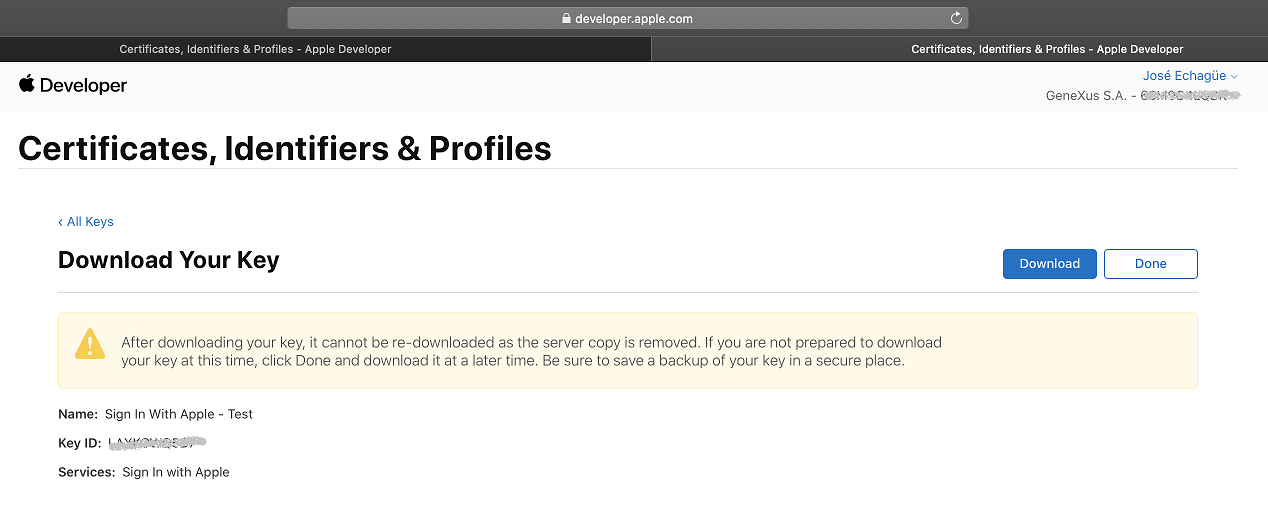 developer.apple.com
Certificates, Identifiers & Profiles - Apple Developer
Certificates, Identifiers & Profiles - Apple Developer
Developer
José Echagüe
GeneXus S.A. -
Certificates, Identifiers & Profiles
‹ All Keys
Download Your Key
Download
Done
After downloading your key, it cannot be re-downloaded as the server copy is removed. If you are not prepared to download
your key at this time, click Done and download it at a later time. Be sure to save a backup of your key in a secure place.
Name: Sign In With Apple - Test
Key ID:
Services: Sign In with Apple